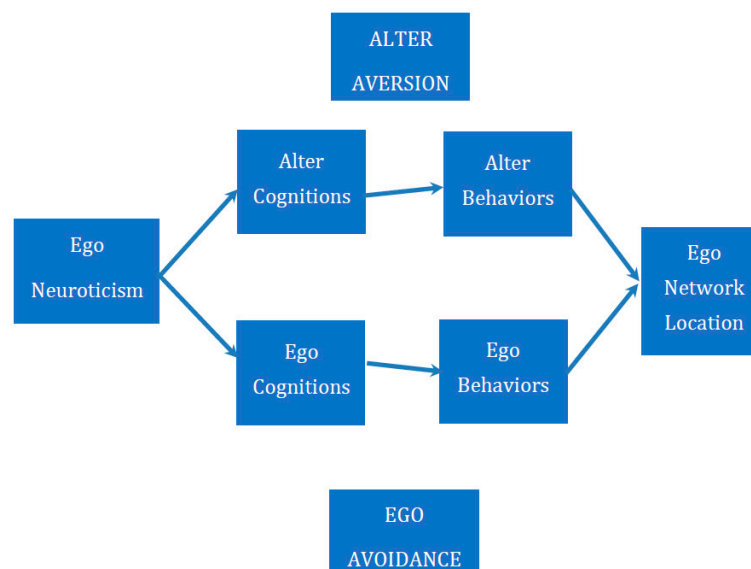 ALTER
AVERSION
Alter
Cognitions
Alter
Behaviors
Ego
Neuroticism
Ego
Network
Location
Ego
Cognitions
Ego
Behaviors
EGO
AVOIDANCE